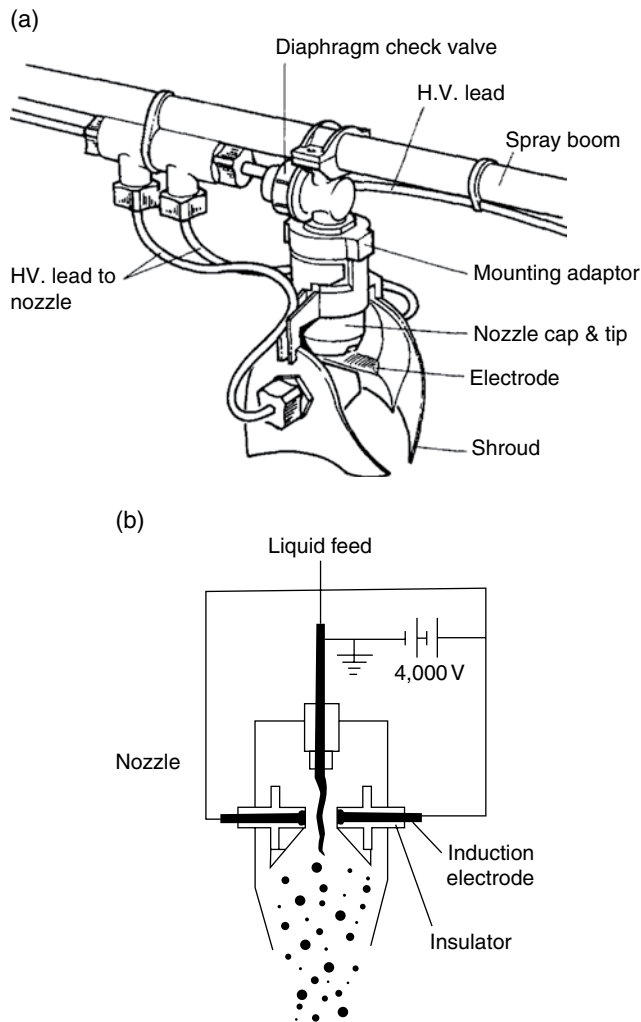 (a)
Diaphragm check valve
H.V. lead
Spray boom
HV. lead to
nozzle
Mounting adaptor
Nozzle cap & tip
Electrode
Shroud
(b)
Liquid feed
4,000 V
Nozzle
Induction
electrode
Insulator